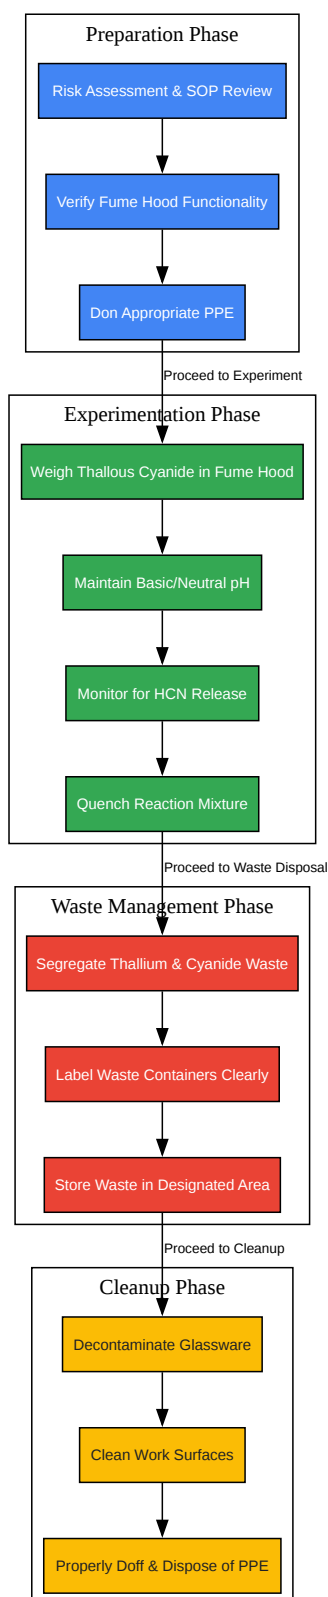 Preparation Phase
Risk Assessment & SOP Review
Verify Fume Hood Functionality
Don Appropriate PPE
Proceed to Experiment
Experimentation Phase
Weigh Thallous Cyanide in Fume Hood
Maintain Basic/Neutral pH
Monitor for HCN Release
Quench Reaction Mixture
Proceed to Waste Disposal
Waste Management Phase
Segregate Thallium & Cyanide Waste
Label Waste Containers Clearly
Store Waste in Designated Area
Proceed to Cleanup
Cleanup Phase
Decontaminate Glassware
Clean Work Surfaces
Properly Doff & Dispose of PPE